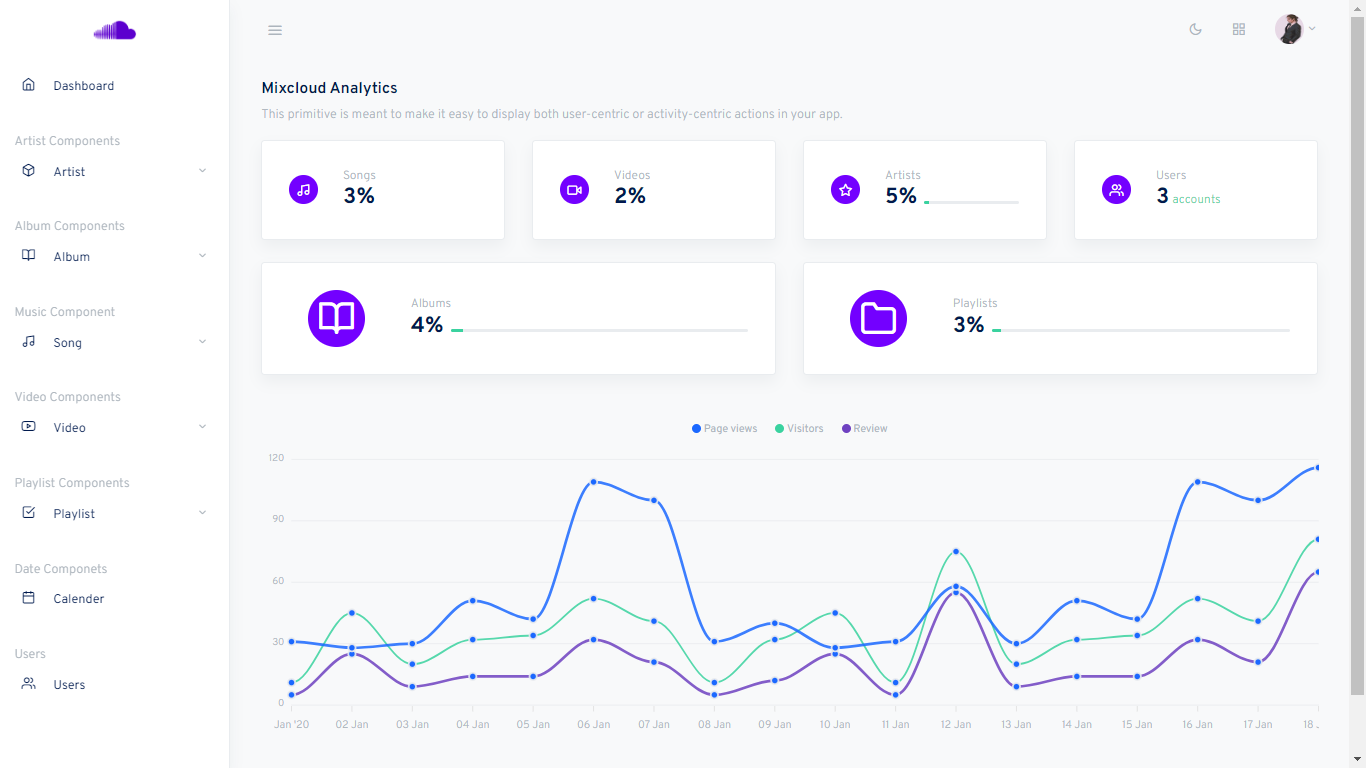 Dashboard
Artist Components
Artist
Album Components
Album
Music Component
Song
Video Components
Video
Playlist Components
Playlist
Date Componets
Calender
Users
Users
Mixcloud Analytics
This primitive is meant to make it easy to display both user-centric or activity-centric actions in your app.
Songs
3%
Videos
2%
Artists
5%
Users
3 accounts
Albums
4%
Playlists
3%
Page views Visitors Review
120
90
60
30
0
Jan '20 02 Jan 03 Jan 04 Jan 05 Jan 06 Jan 07 Jan 08 Jan 09 Jan 10 Jan 11 Jan 12 Jan 13 Jan 14 Jan 15 Jan 16 Jan 17 Jan 18 ..